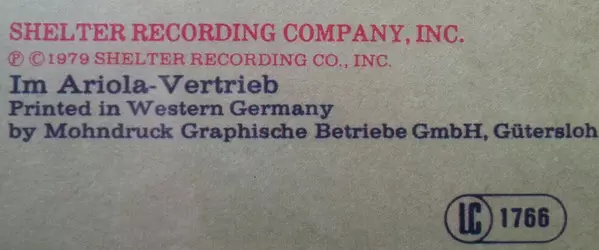 SHELTER RECORDING COMPANY, INC.
℗ © 1979 SHELTER RECORDING CO., INC.
Im Ariola-Vertrieb
Printed in Western Germany
by Mohndruck Graphische Betriebe GmbH, Gütersloh
LC 1766